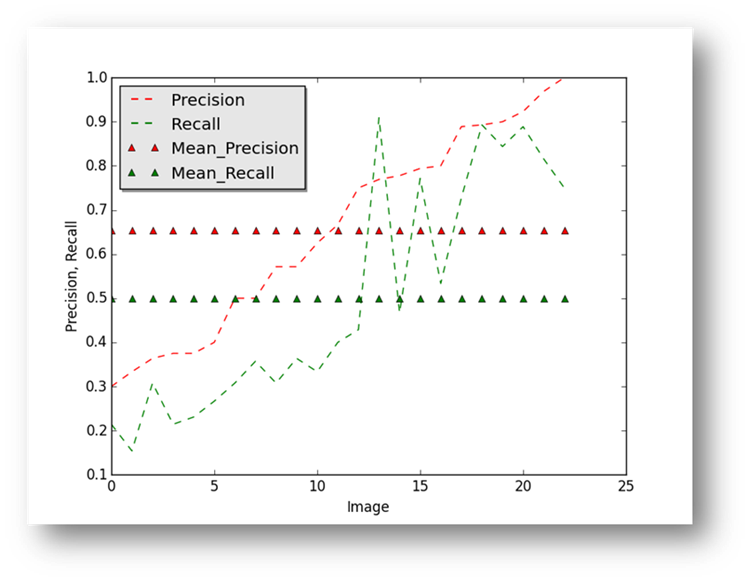 1.0
0.9
0.8
0.7
0.6
0.5
0.4
0.3
0.2
0.1
Precision
Recall
Mean_Precision
Mean_Recall
Precision, Recall
0 5 10 15 20 25
Image